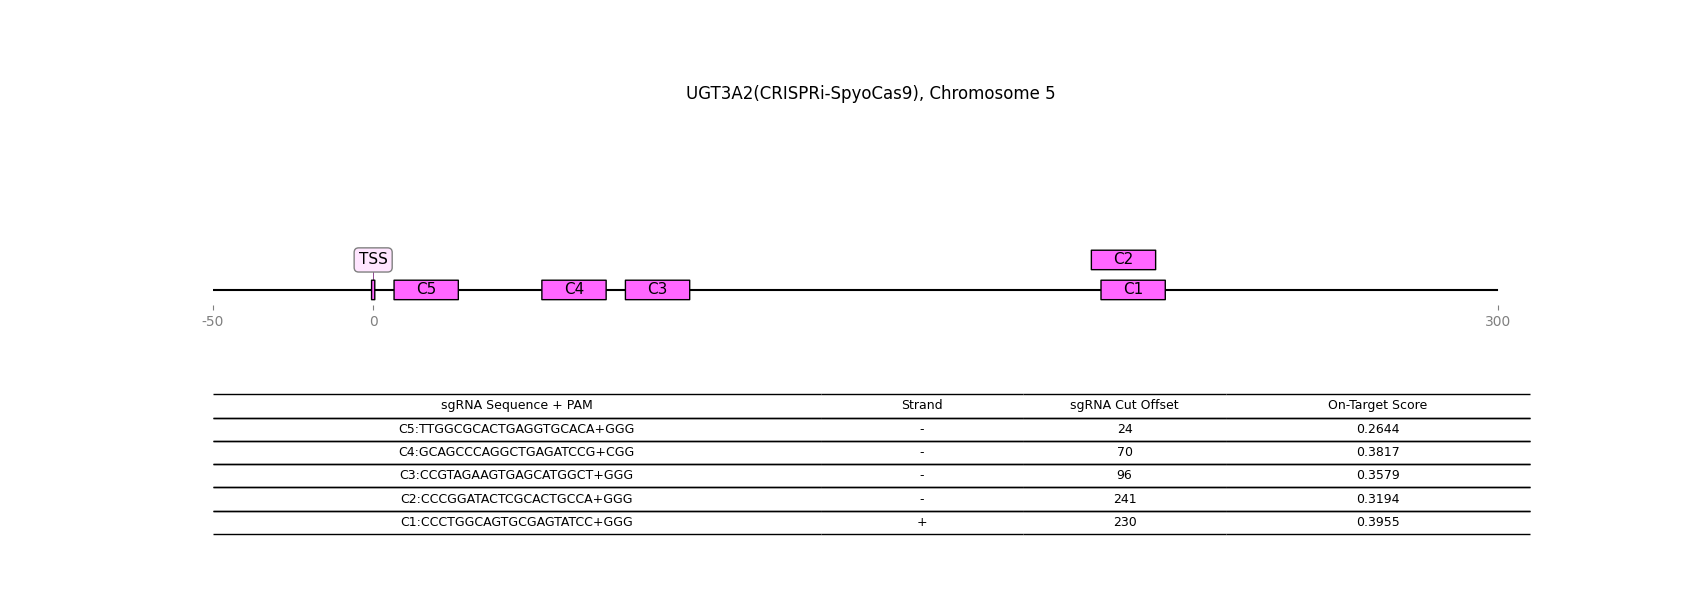 UGT3A2(CRISPRi-SpyoCas9), Chromosome 5
TSS
C2
C5 C4 C3 C1
-50 0 300
sgRNA Sequence + PAM Strand sgRNA Cut Offset On-Target Score
C5:TTGGCGCACTGAGGTGCACA+GGG - 24 0.2644
C4:GCAGCCCAGGCTGAGATCCG+CGG - 70 0.3817
C3:CCGTAGAAGTGAGCATGGCT+GGG - 96 0.3579
C2:CCCGGATACTCGCACTGCCA+GGG - 241 0.3194
C1:CCCTGGCAGTGCGAGTATCC+GGG + 230 0.3955